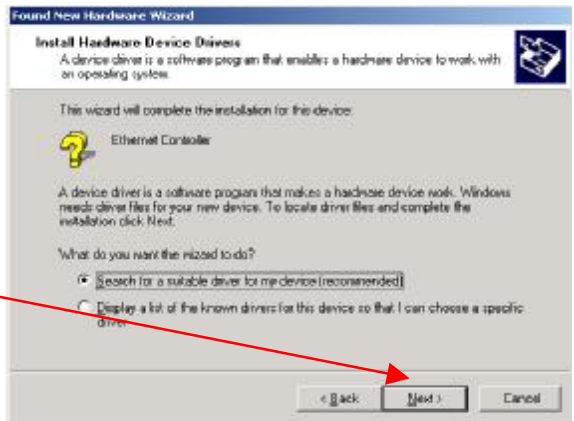 Found New Hardware Wizard
Install Hardware Device Drivers
A device driver is a software program that enables a hardware device to work with
an operating system.
This wizard will complete the installation for this device:
Ethernet Controller
A device driver is a software program that makes a hardware device work. Windows
needs driver files for your new device. To locate driver files and complete the
installation click Next.
What do you want the wizard to do?
Search for a suitable driver for my device (recommended)
Display a list of the known drivers for this device so that I can choose a specific
driver
< Back
Next >
Cancel